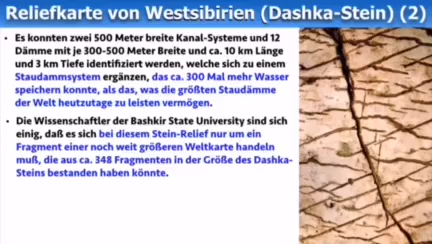 Reliefkarte von Westsibirien (Dashka-Stein) (2)
• Es konnten zwei 500 Meter breite Kanal-Systeme und 12
Dämme mit je 300-500 Meter Breite und ca. 10 km Länge
und 3 km Tiefe identifiziert werden, welche sich zu einem
Staudammsystem ergänzen, das ca. 300 Mal mehr Wasser
speichern konnte, als das, was die größten Staudämme
der Welt heutzutage zu leisten vermögen.
• Die Wissenschaftler der Bashkir State University sind sich
einig, daß es sich bei diesem Stein-Relief nur um ein
Fragment einer noch weit größeren Weltkarte handeln
muß, die aus ca. 348 Fragmenten in der Größe des Dashka-
Steins bestanden haben könnte.